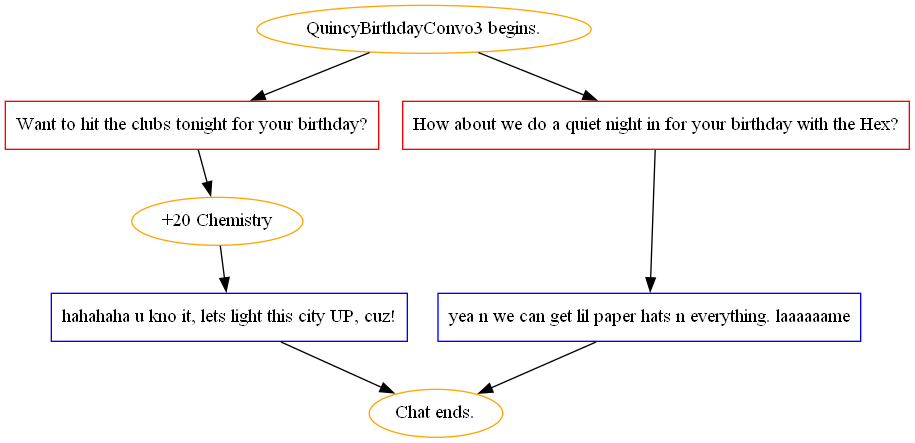 QuincyBirthdayConvo3 begins.
Want to hit the clubs tonight for your birthday?
How about we do a quiet night in for your birthday with the Hex?
+20 Chemistry
hahahaha u kno it, lets light this city UP, cuz!
yea n we can get lil paper hats n everything. laaaaaame
Chat ends.